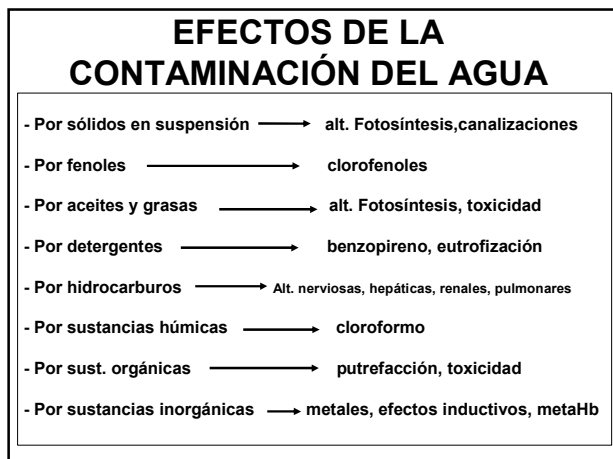 EFECTOS DE LA
CONTAMINACIÓN DEL AGUA
- Por sólidos en suspensión alt. Fotosíntesis,canalizaciones
- Por fenoles clorofenoles
- Por aceites y grasas alt. Fotosíntesis, toxicidad
- Por detergentes benzopireno, eutrofización
- Por hidrocarburos Alt. nerviosas, hepáticas, renales, pulmonares
- Por sustancias húmicas cloroformo
- Por sust. orgánicas putrefacción, toxicidad
- Por sustancias inorgánicas metales, efectos inductivos, metaHb